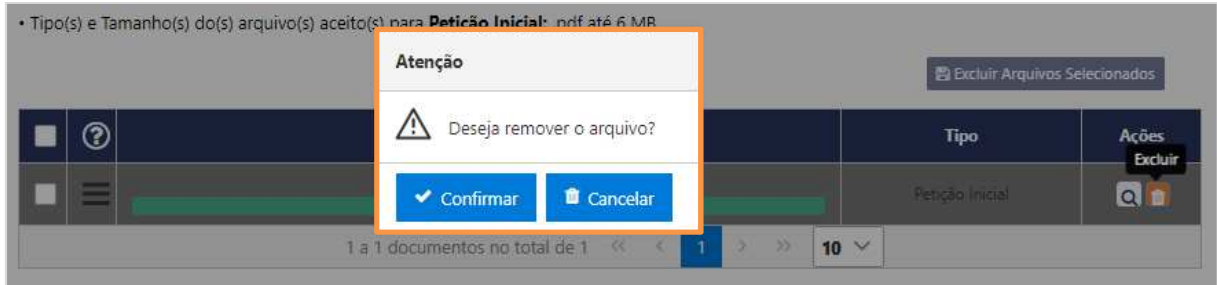 • Tipo(s) e Tamanho(s) do(s) arquivo(s) aceito(s) para Petição Inicial: .pdf até 6 MB
Atenção
Excluir Arquivos Selecionados
Deseja remover o arquivo?
Tipo
Ações
Excluir
Confirmar
Cancelar
Petição Inicial
1 a 1 documentos no total de 1 « < 1 > » 10